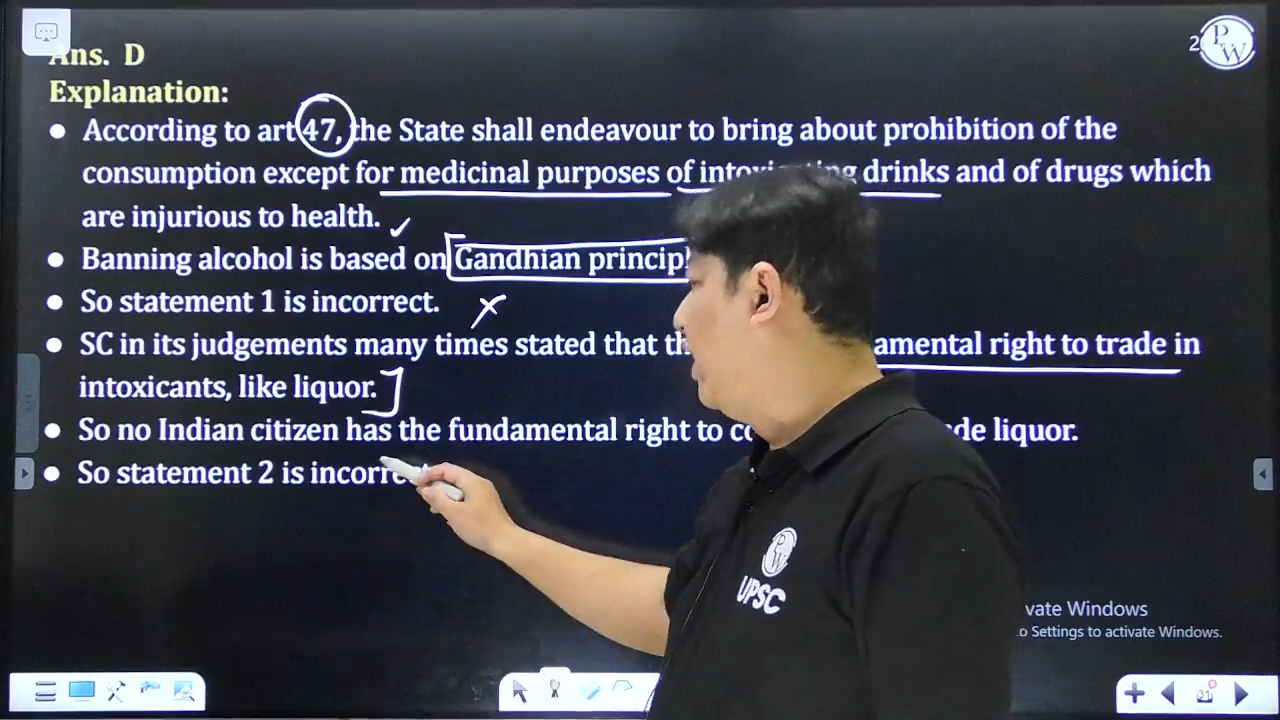 Ans. D
2
Explanation:
● According to art 47, the State shall endeavour to bring about prohibition of the
consumption except for medicinal purposes of drinks and of drugs which
are injurious to health.
● Banning alcohol is based on Gandhian
● So statement 1 is incorrect.
● SC in its judgements many times stated that right to trade in
intoxicants, like liquor.
● So no Indian citizen has the fundamental right to liquor.
● So statement 2 is
PW
PW
UPSC
Windows
Settings to activate Windows.
31